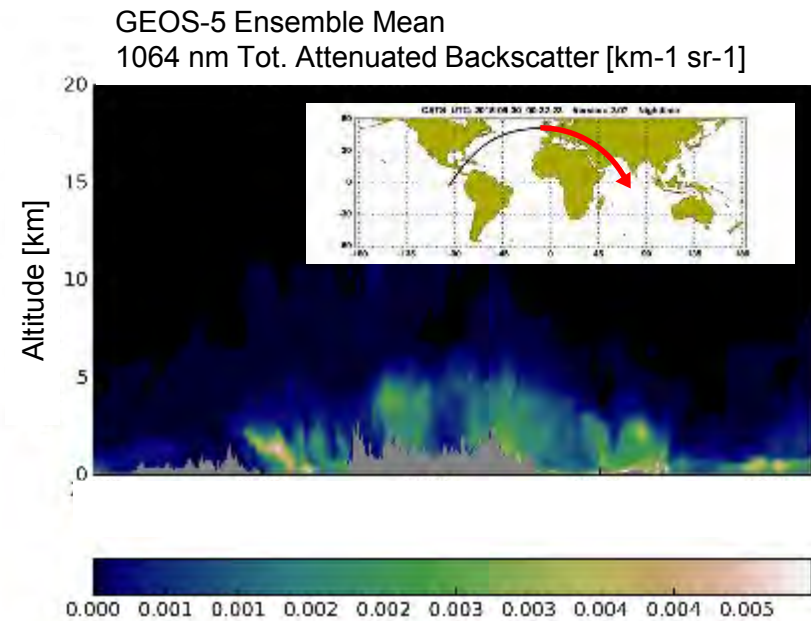 GEOS-5 Ensemble Mean
1064 nm Tot. Attenuated Backscatter [km-1 sr-1]
20
15
10
5
0
Altitude [km]
0.000 0.001 0.001 0.002 0.002 0.003 0.003 0.004 0.004 0.005